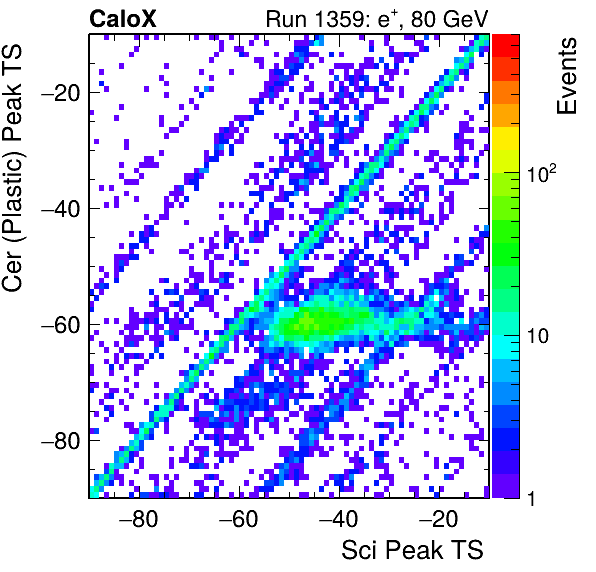 CaloX Run 1359: e⁺, 80 GeV
Cer (Plastic) Peak TS
Events
−20
−40
−60
−80
10²
10
1
−80 −60 −40 −20
Sci Peak TS